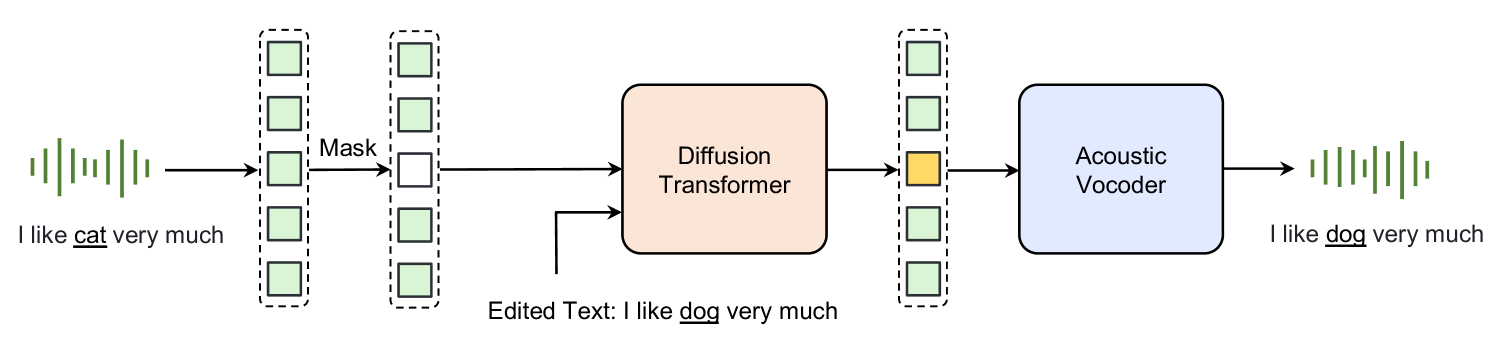 I like cat very much
Mask
Edited Text: I like dog very much
Diffusion
Transformer
Acoustic
Vocoder
I like dog very much